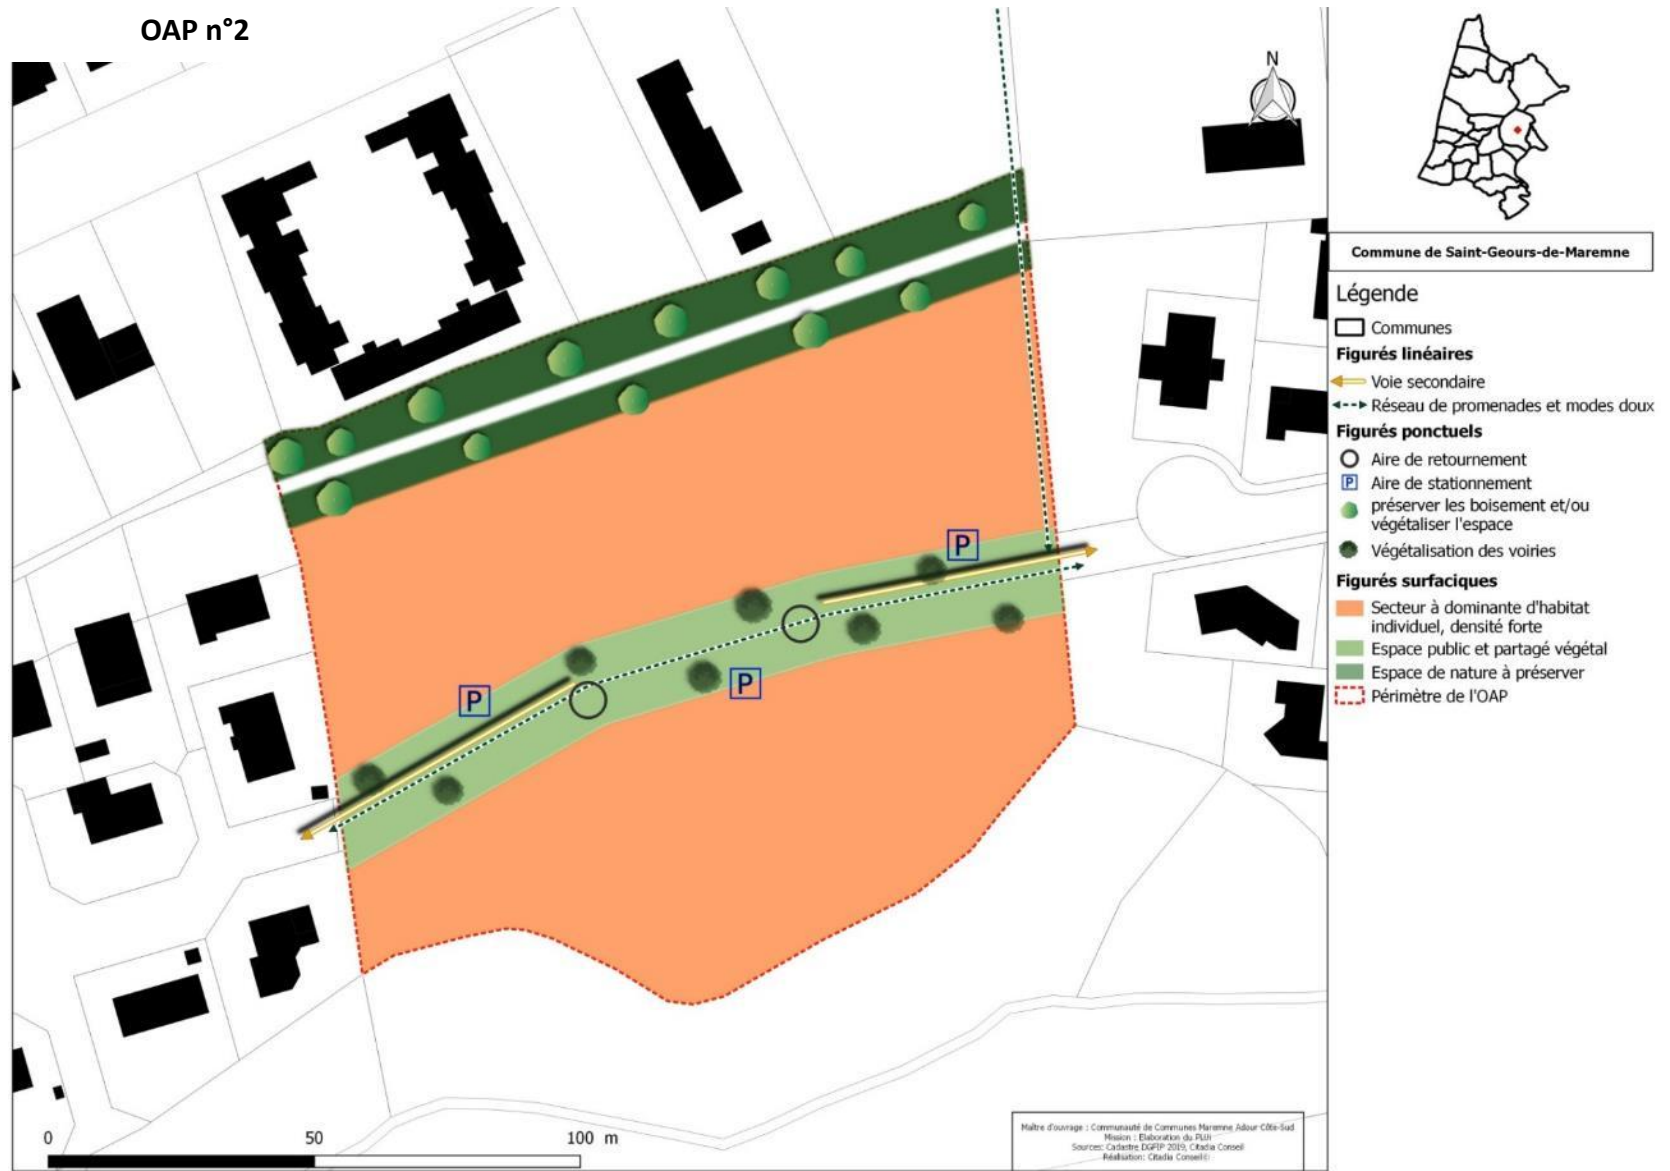 OAP n°2
N
Commune de Saint-Geours-de-Maremne
Légende
Communes
Figurés linéaires
Voie secondaire
Réseau de promenades et modes doux
Figurés ponctuels
Aire de retournement
P Aire de stationnement
préserver les boisement et/ou
végétaliser l'espace
Végétalisation des voiries
Figurés surfaciques
Secteur à dominante d'habitat
individuel, densité forte
Espace public et partagé végétal
Espace de nature à préserver
Périmètre de l'OAP
P
P
P
0 50 100 m
Maître d'ouvrage : Communauté de Communes Maremne Adour Côte-Sud
Mission : Elaboration du PLUi
Sources: Cadastre DGFIP 2019, Citadia Conseil
Réalisation: Citadia Conseil©